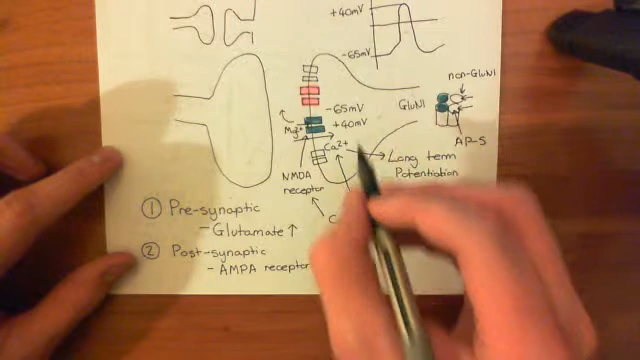 +40mV
-65mV
non-GluN1
GluN1
AP-5
-65mV
+40mV
Mg2+
Ca2+
NMDA
receptor
Long term
Potentiation
① Pre-synaptic
- Glutamate ↑
② Post-synaptic
- AMPA receptor